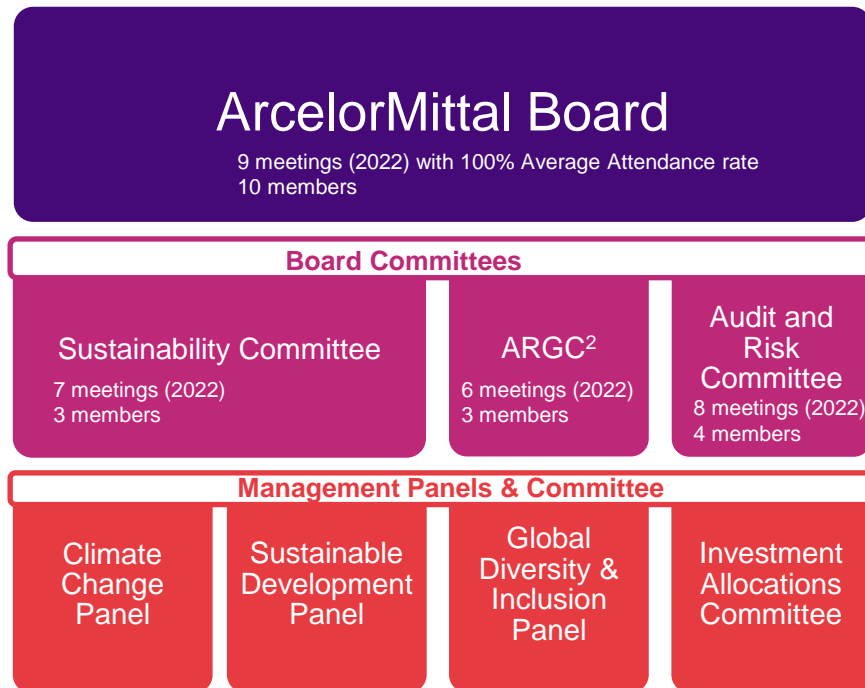 ArcelorMittal Board
9 meetings (2022) with 100% Average Attendance rate
10 members
Board Committees
Sustainability Committee
7 meetings (2022)
3 members
ARGC²
6 meetings (2022)
3 members
Audit and
Risk
Committee
8 meetings (2022)
4 members
Management Panels & Committee
Climate
Change
Panel
Sustainable
Development
Panel
Global
Diversity &
Inclusion
Panel
Investment
Allocations
Committee